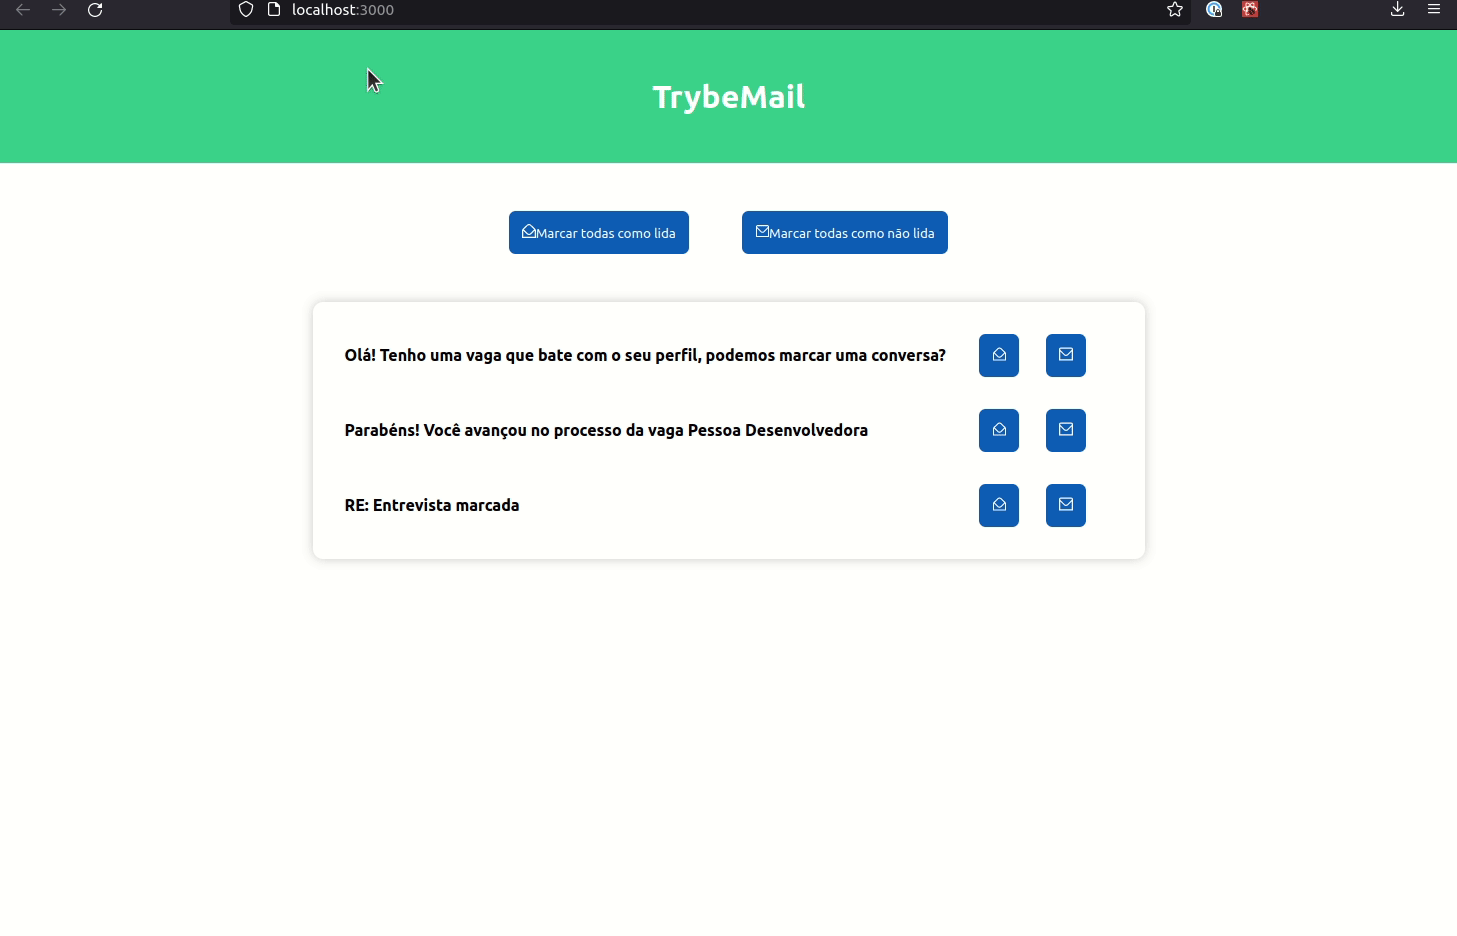 localhost:3000
TrybeMail
Marcar todas como lida
Marcar todas como não lida
Olá! Tenho uma vaga que bate com o seu perfil, podemos marcar uma conversa?
Parabéns! Você avançou no processo da vaga Pessoa Desenvolvedora
RE: Entrevista marcada